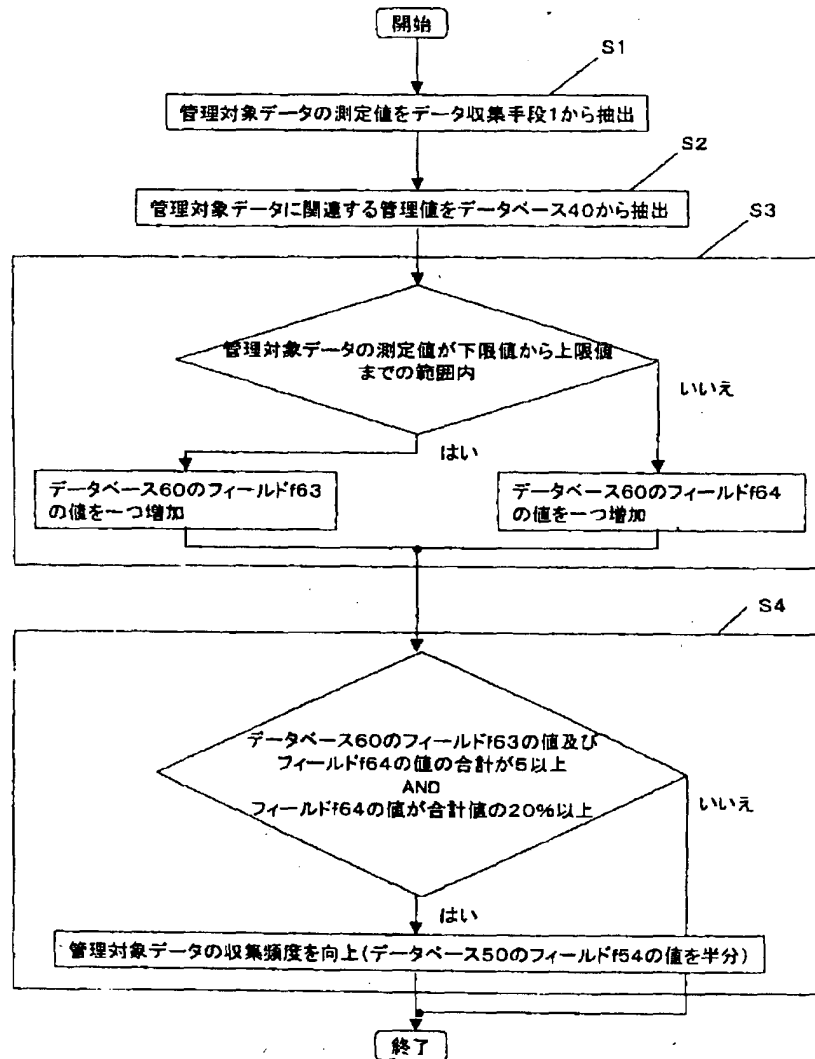 開始
S1
管理対象データの測定値をデータ収集手段1から抽出
S2
管理対象データに関連する管理値をデータベース40から抽出
S3
管理対象データの測定値が下限値から上限値
までの範囲内
いいえ
はい
データベース60のフィールドf63
の値を一つ増加
データベース60のフィールドf64
の値を一つ増加
S4
データベース60のフィールドf63の値及び
フィールドf64の値の合計が5以上
AND
フィールドf64の値が合計値の20%以上
いいえ
はい
管理対象データの収集頻度を向上(データベース50のフィールドf54の値を半分)
終了